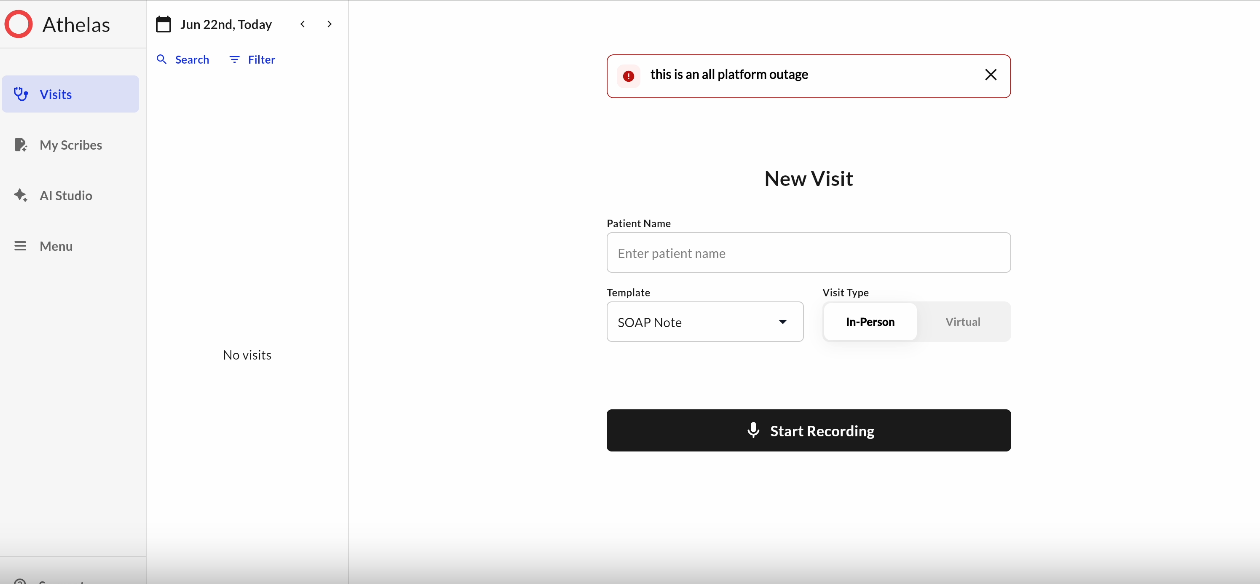 Athelas
Visits
My Scribes
AI Studio
Menu
Jun 22nd, Today
Search Filter
No visits
this is an all platform outage
New Visit
Patient Name
Enter patient name
Template
SOAP Note
Visit Type
In-Person Virtual
Start Recording